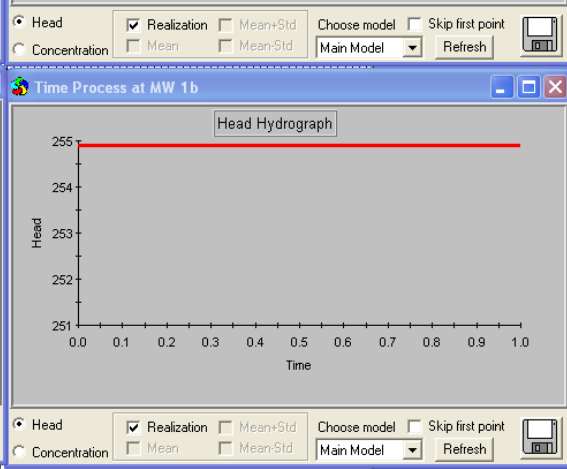 Head Realization Mean+Std Choose model Skip first point
Concentration Mean Mean-Std Main Model Refresh
Time Process at MW 1b
Head Hydrograph
255
254
253
252
251
Head
0.0 0.1 0.2 0.3 0.4 0.5 0.6 0.7 0.8 0.9 1.0
Time
Head Realization Mean+Std Choose model Skip first point
Concentration Mean Mean-Std Main Model Refresh